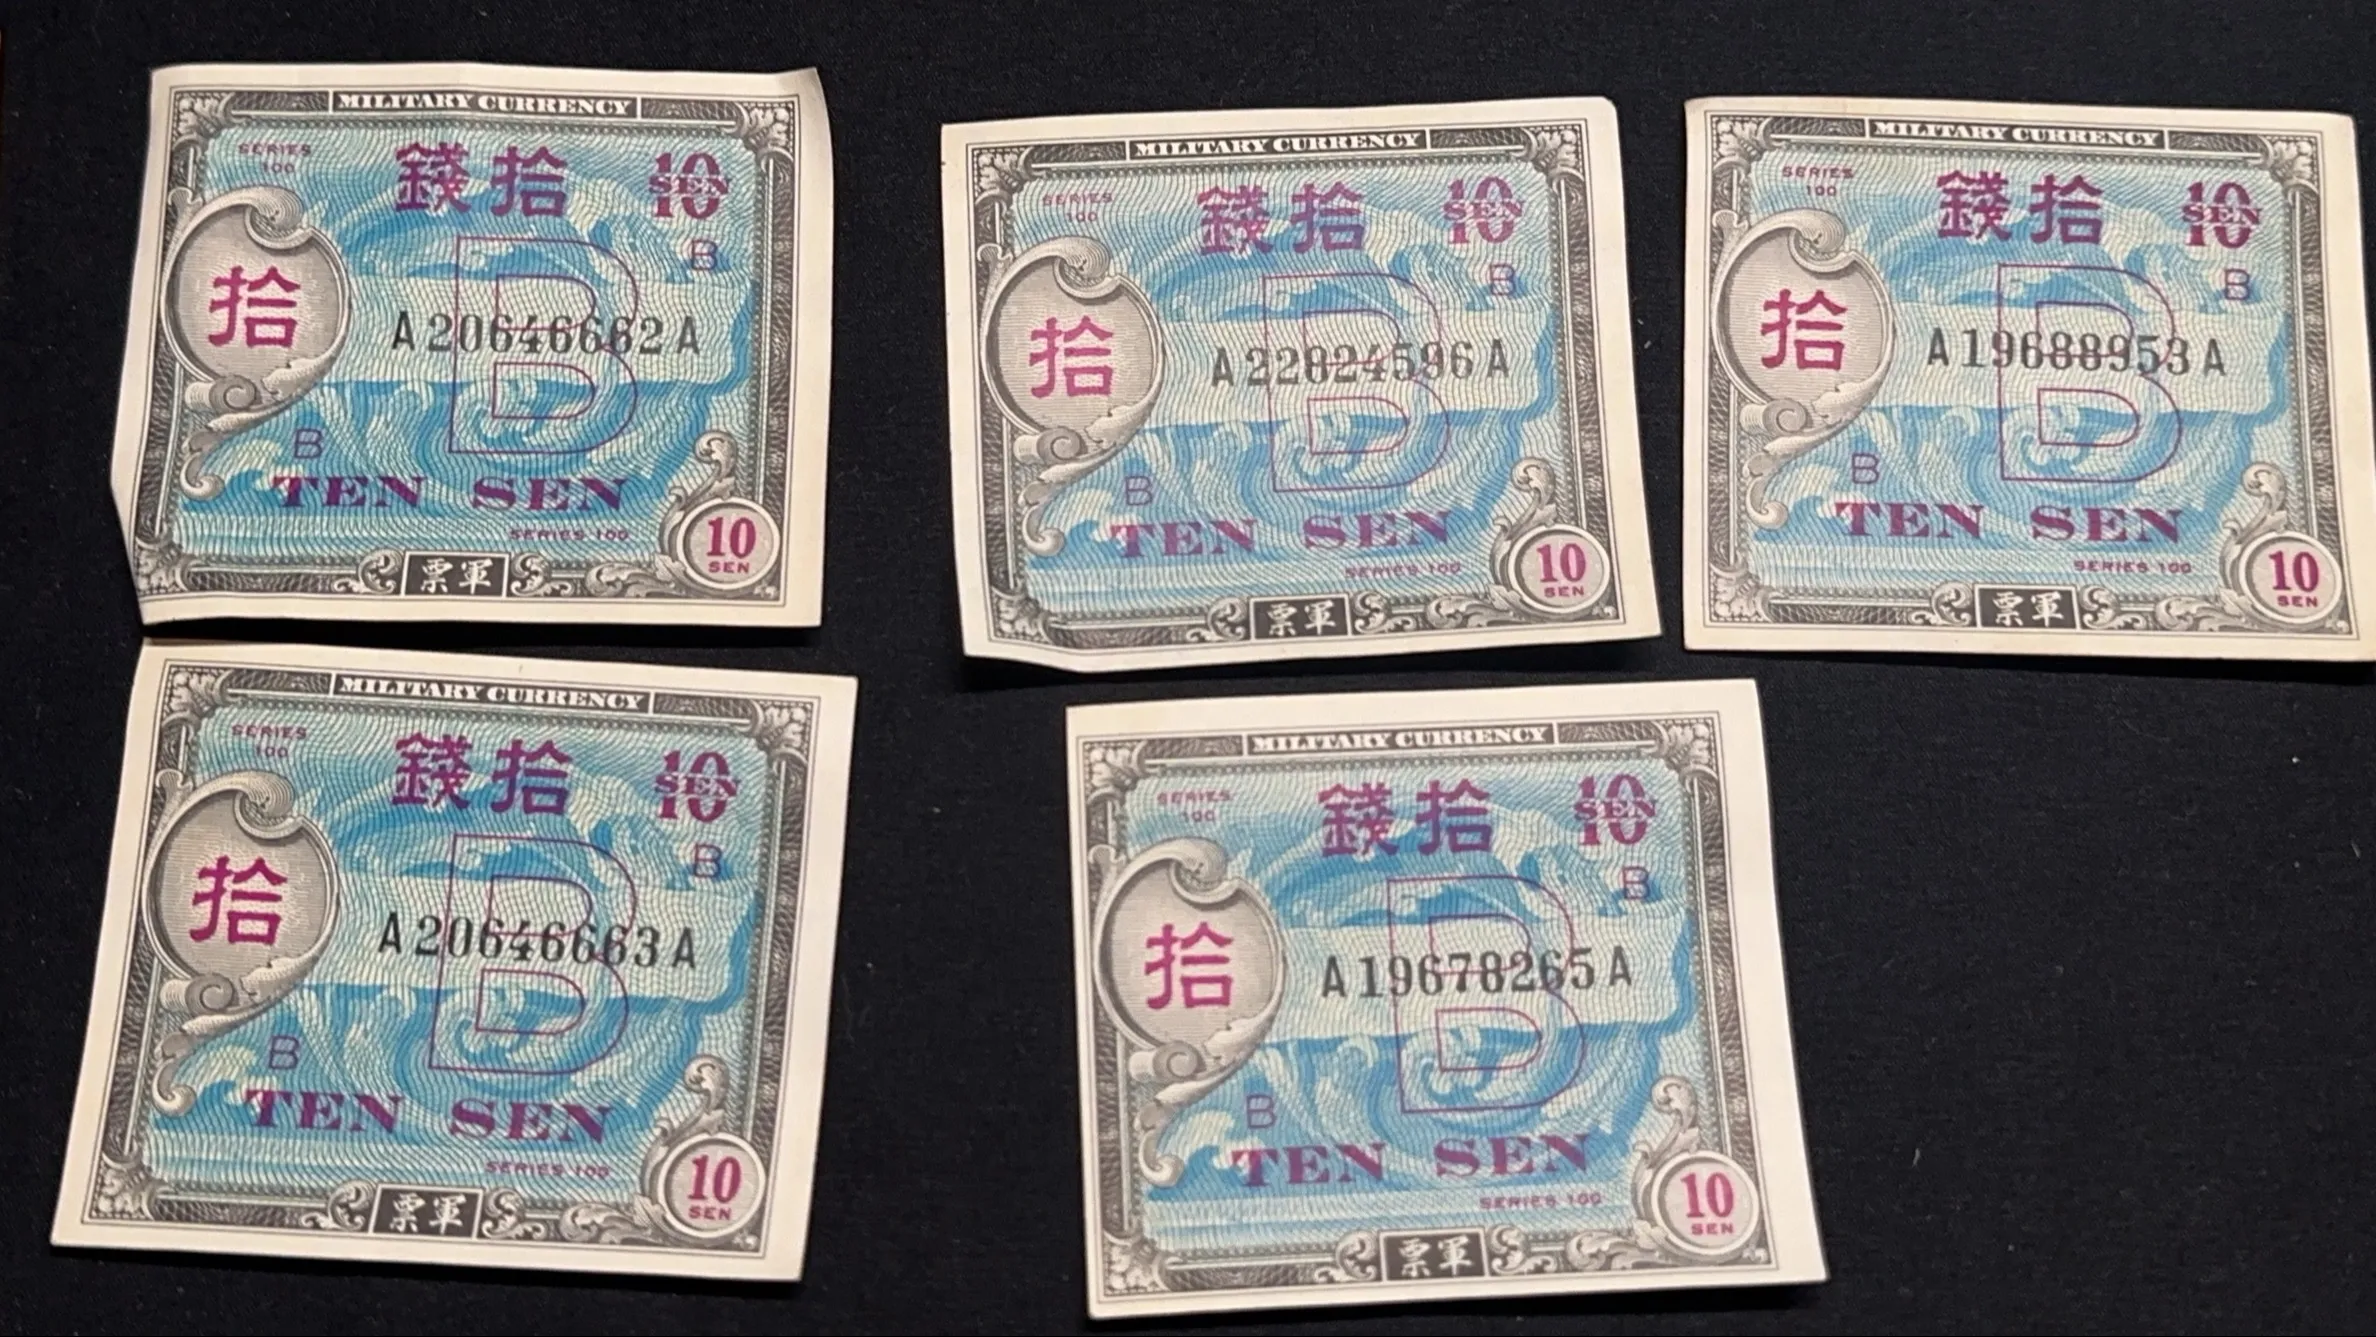 MILITARY CURRENCY
SERIES 100
錢拾
10 SEN
B
拾
A20646662A
B
B
TEN SEN
SERIES 100
票軍
10 SEN
MILITARY CURRENCY
SERIES 100
錢拾
10 SEN
B
拾
A22824596A
B
B
TEN SEN
SERIES 100
票軍
10 SEN
MILITARY CURRENCY
SERIES 100
錢拾
10 SEN
B
拾
A19688953A
B
B
TEN SEN
SERIES 100
票軍
10 SEN
MILITARY CURRENCY
SERIES 100
錢拾
10 SEN
B
拾
A20646663A
B
B
TEN SEN
SERIES 100
票軍
10 SEN
MILITARY CURRENCY
SERIES 100
錢拾
10 SEN
B
拾
A19678265A
B
B
TEN SEN
SERIES 100
票軍
10 SEN